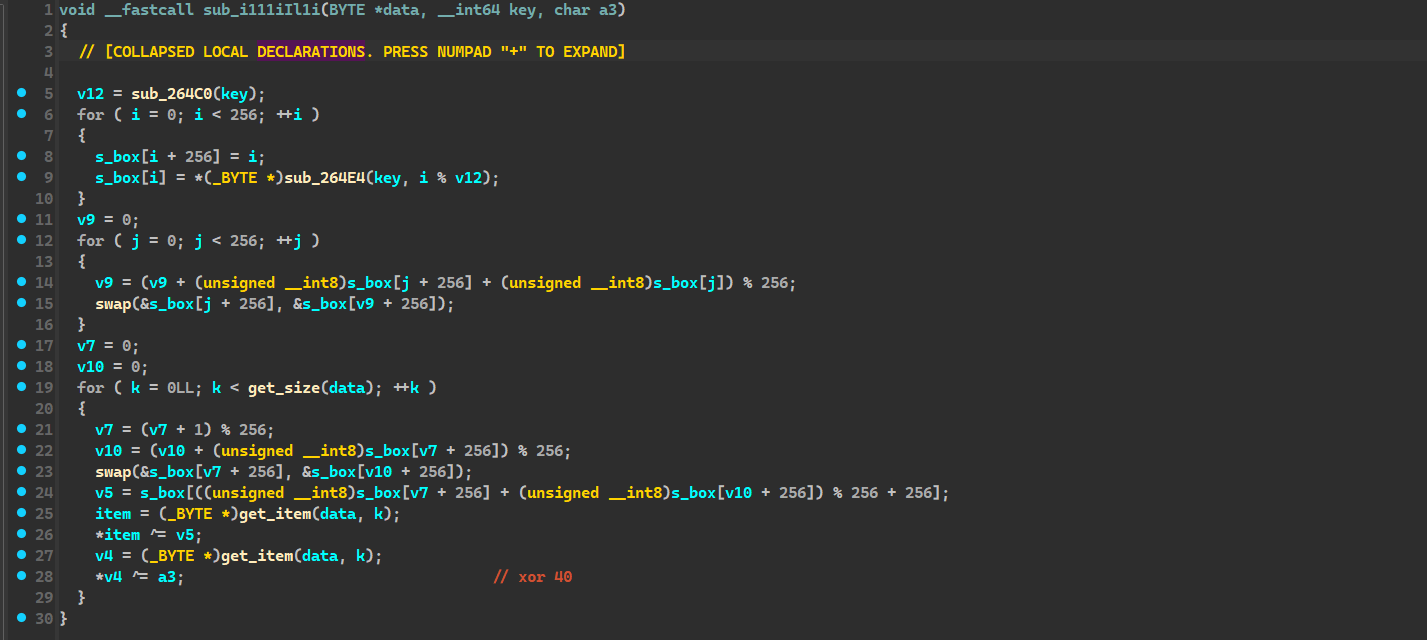 1 void __fastcall sub_i111iIl1i(BYTE *data, __int64 key, char a3)
2 {
3 // [COLLAPSED LOCAL DECLARATIONS. PRESS NUMPAD "+" TO EXPAND]
4
5 v12 = sub_264C0(key);
6 for ( i = 0; i < 256; ++i )
7 {
8 s_box[i + 256] = i;
9 s_box[i] = *(_BYTE *)sub_264E4(key, i % v12);
10 }
11 v9 = 0;
12 for ( j = 0; j < 256; ++j )
13 {
14 v9 = (v9 + (unsigned __int8)s_box[j + 256] + (unsigned __int8)s_box[j]) % 256;
15 swap(&s_box[j + 256], &s_box[v9 + 256]);
16 }
17 v7 = 0;
18 v10 = 0;
19 for ( k = 0LL; k < get_size(data); ++k )
20 {
21 v7 = (v7 + 1) % 256;
22 v10 = (v10 + (unsigned __int8)s_box[v7 + 256]) % 256;
23 swap(&s_box[v7 + 256], &s_box[v10 + 256]);
24 v5 = s_box[((unsigned __int8)s_box[v7 + 256] + (unsigned __int8)s_box[v10 + 256]) % 256 + 256];
25 item = (_BYTE *)get_item(data, k);
26 *item ^= v5;
27 v4 = (_BYTE *)get_item(data, k);
28 *v4 ^= a3; // xor 40
29 }
30 }